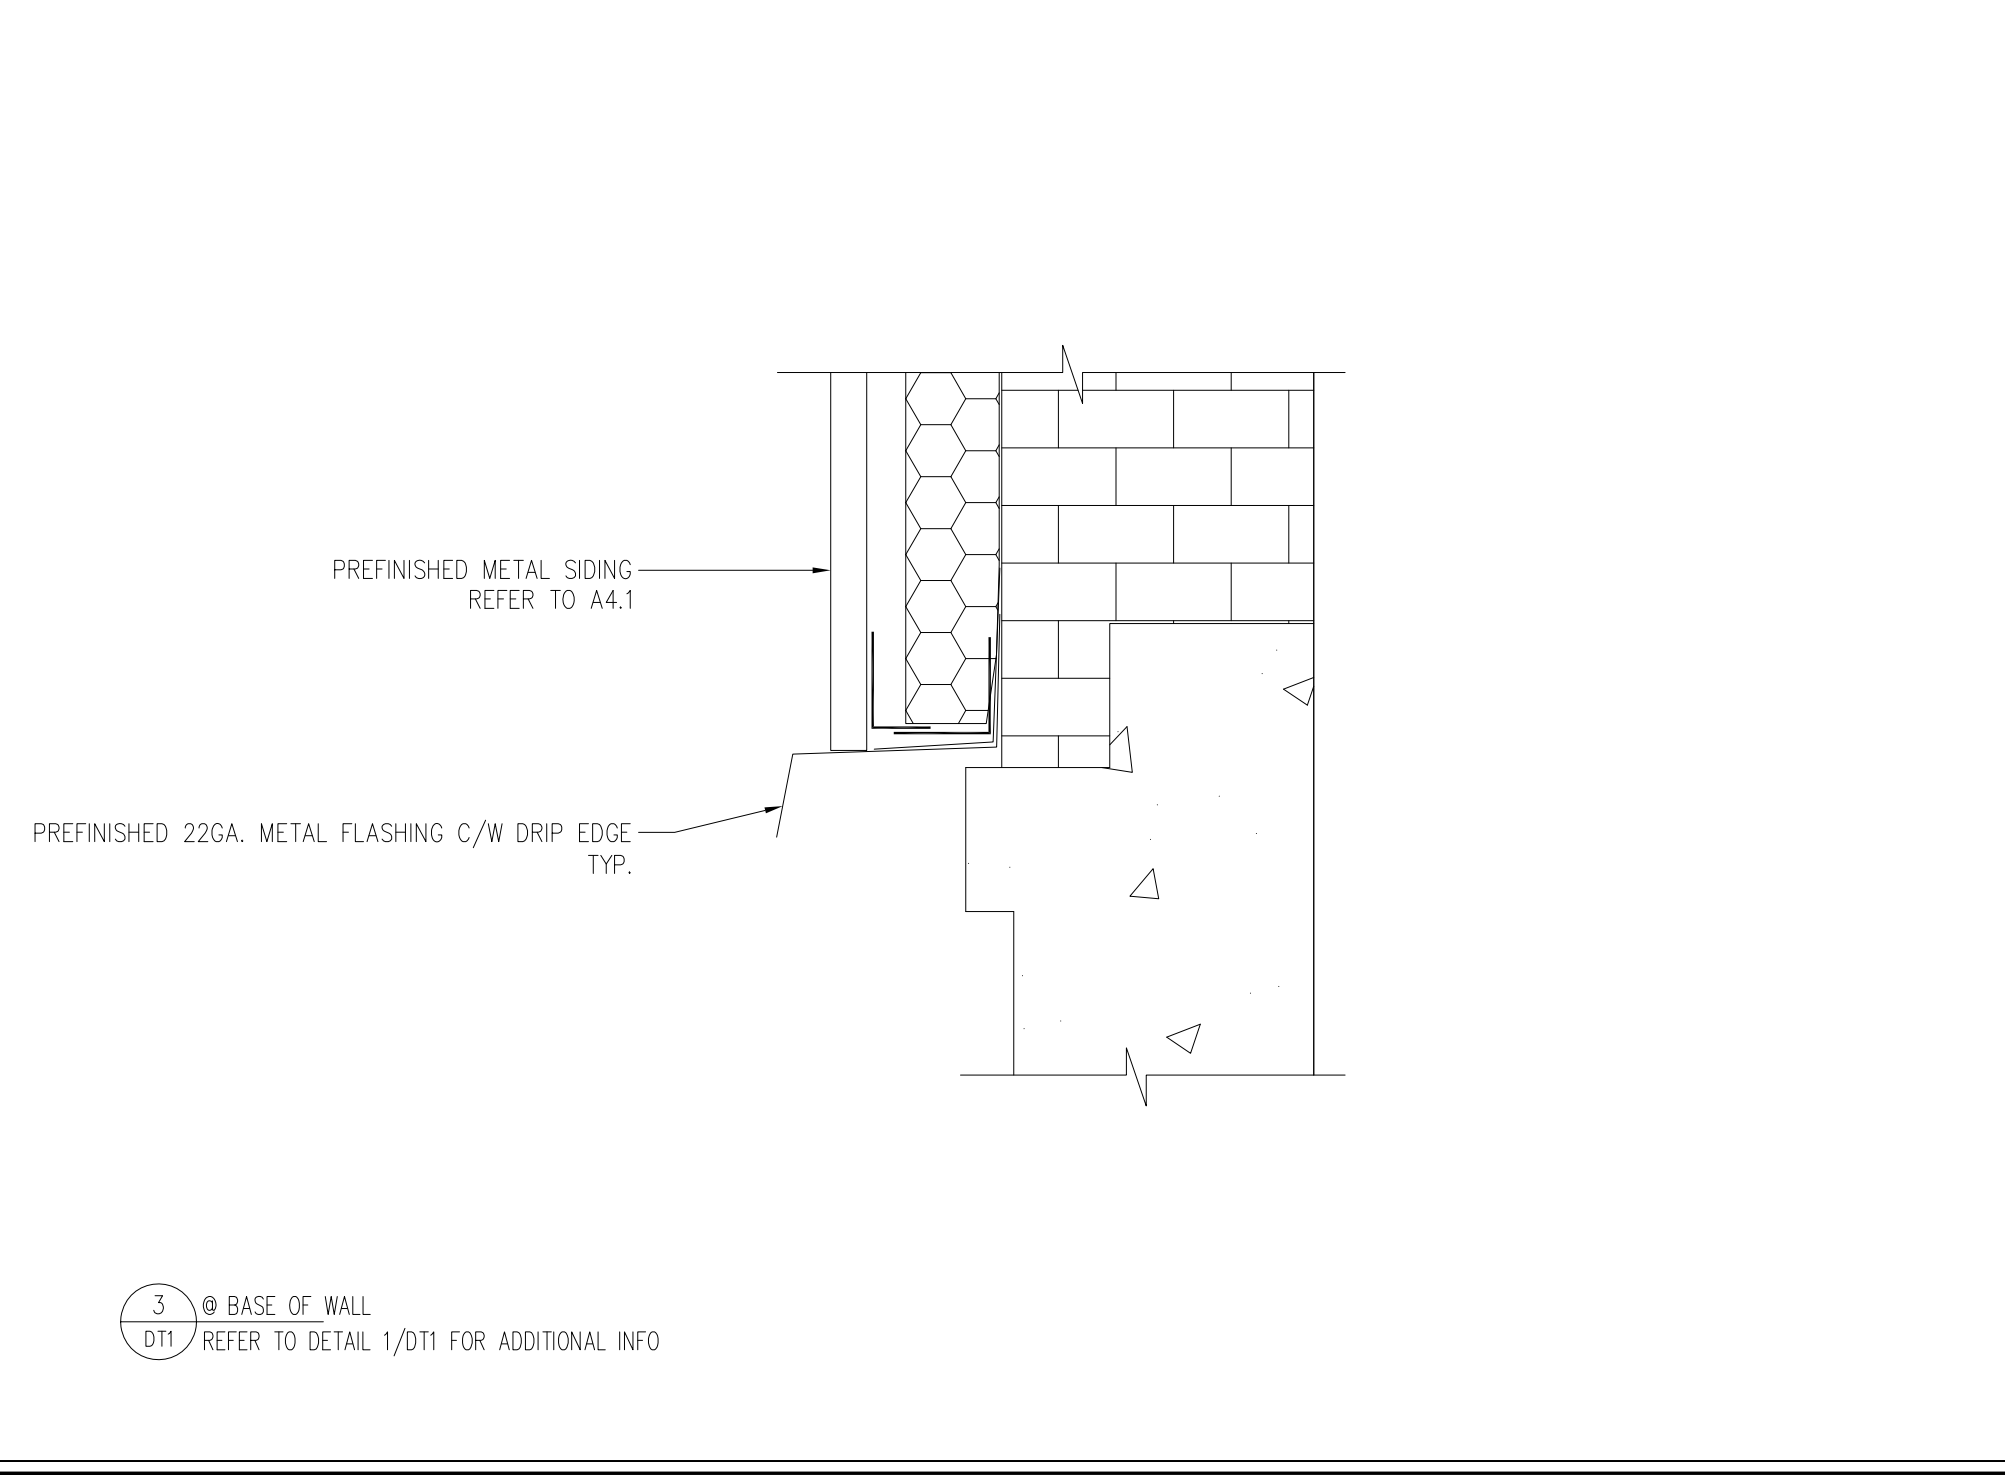 PREFINISHED METAL SIDING
REFER TO A4.1
PREFINISHED 22GA. METAL FLASHING C/W DRIP EDGE
TYP.
3
DT1
@ BASE OF WALL
REFER TO DETAIL 1/DT1 FOR ADDITIONAL INFO